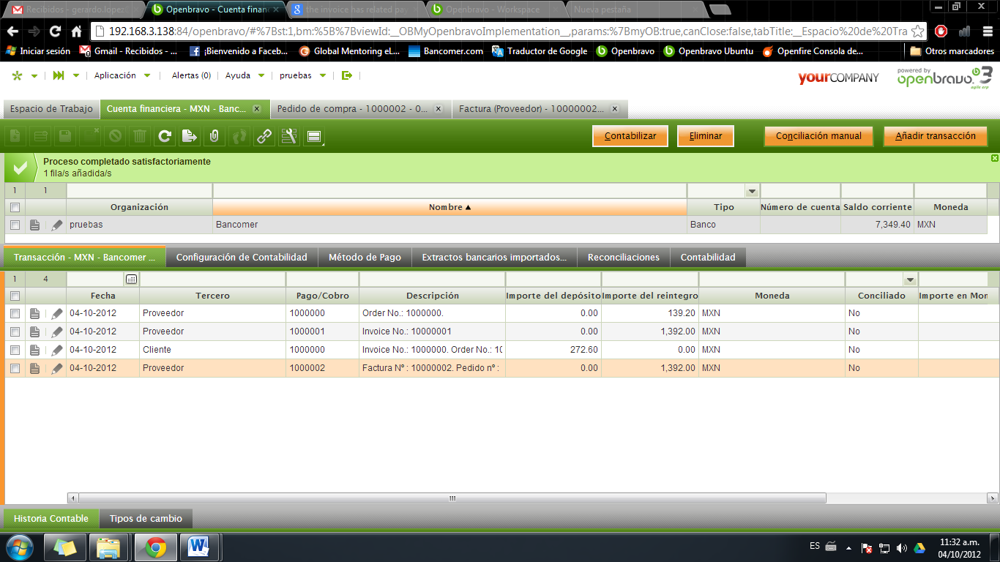 Recibidos - gerardo.lopez
Openbravo - Cuenta finan
the invoice has related pay
Openbravo - Workspace
Nueva pestaña
192.168.3.138:84/openbravo/#%7Bst:1,bm:%5B%7BviewId:__OBMyOpenbravoImplementation__,params:%7BmyOB:true,canClose:false,tabTitle:__Espacio%20de%20Tra
Iniciar sesión
Gmail - Recibidos - ...
¡Bienvenido a Faceb...
Global Mentoring eL...
Bancomer.com
Traductor de Google
Openbravo
Openbravo Ubuntu
Openfire Consola de...
Otros marcadores
Aplicación
Alertas (0)
Ayuda
pruebas
yourCOMPANY
powered by
openbravo 3
agile erp
Espacio de Trabajo
Cuenta financiera - MXN - Banc...
Pedido de compra - 1000002 - 0...
Factura (Proveedor) - 10000002...
Contabilizar
Eliminar
Conciliación manual
Añadir transacción
Proceso completado satisfactoriamente
1 fila/s añadida/s
1 1
Organización Nombre Tipo Número de cuenta Saldo corriente Moneda
pruebas Bancomer Banco 7,349.40 MXN
Transacción - MXN - Bancomer ...
Configuración de Contabilidad
Método de Pago
Extractos bancarios importados...
Reconciliaciones
Contabilidad
1 4
Fecha Tercero Pago/Cobro Descripción Importe del depósito Importe del reintegro Moneda Conciliado Importe en Mon
04-10-2012 Proveedor 1000000 Order No.: 1000000. 0.00 139.20 MXN No
04-10-2012 Proveedor 1000001 Invoice No.: 10000001 0.00 1,392.00 MXN No
04-10-2012 Cliente 1000000 Invoice No.: 1000000. Order No.: 10 272.60 0.00 MXN No
04-10-2012 Proveedor 1000002 Factura Nº : 10000002. Pedido nº : 0.00 1,392.00 MXN No
Historia Contable
Tipos de cambio
ES
11:32 a.m.
04/10/2012